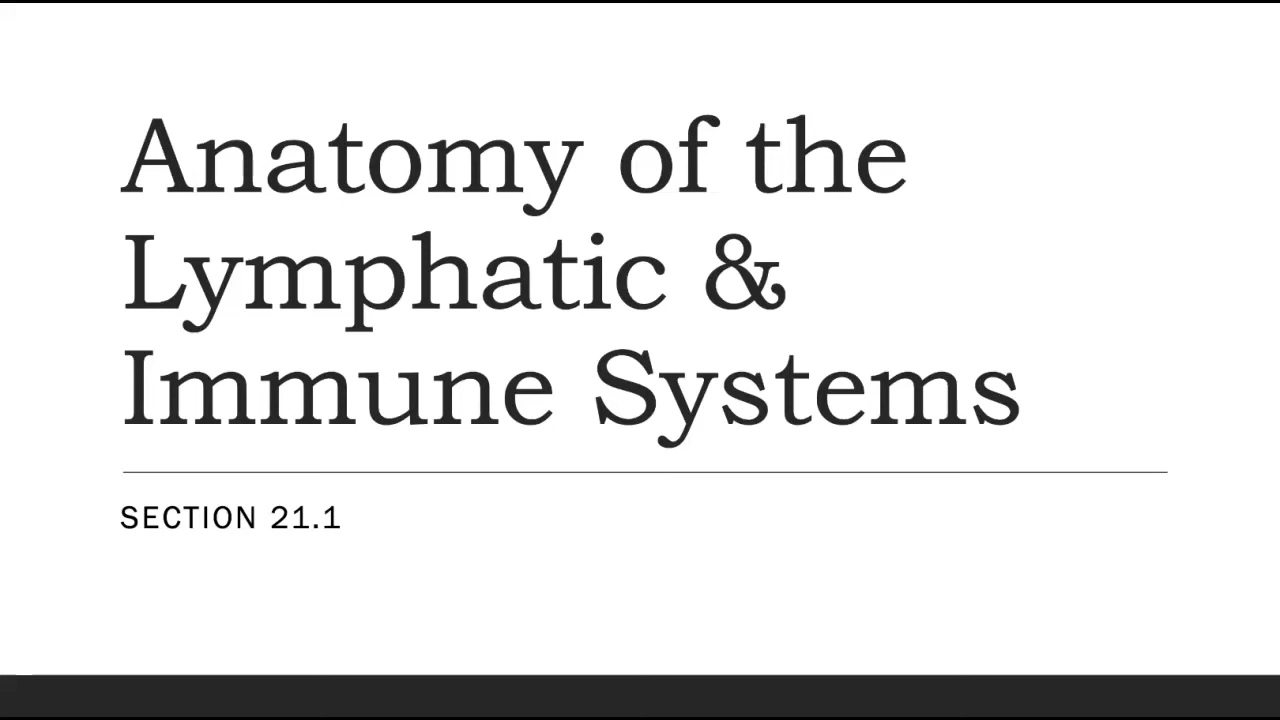 Anatomy of the
Lymphatic &
Immune Systems
SECTION 21.1